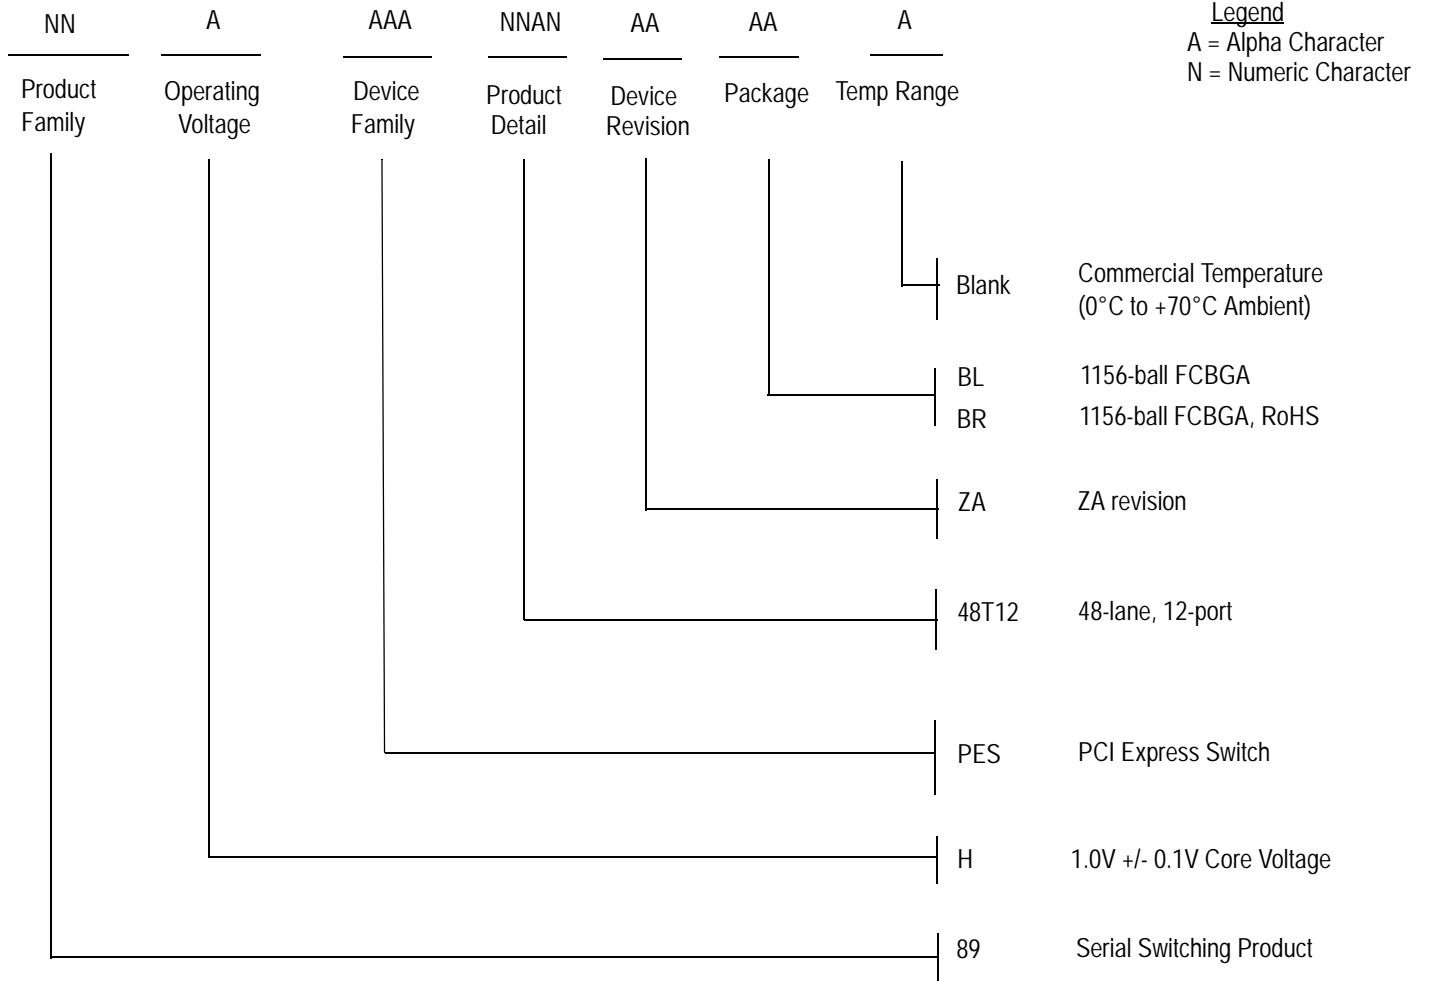 NN A AAA NNAN AA AA A
Legend
A = Alpha Character
N = Numeric Character
Product Family
Operating Voltage
Device Family
Product Detail
Device Revision
Package
Temp Range
Blank Commercial Temperature
(0°C to +70°C Ambient)
BL 1156-ball FCBGA
BR 1156-ball FCBGA, RoHS
ZA ZA revision
48T12 48-lane, 12-port
PES PCI Express Switch
H 1.0V +/- 0.1V Core Voltage
89 Serial Switching Product